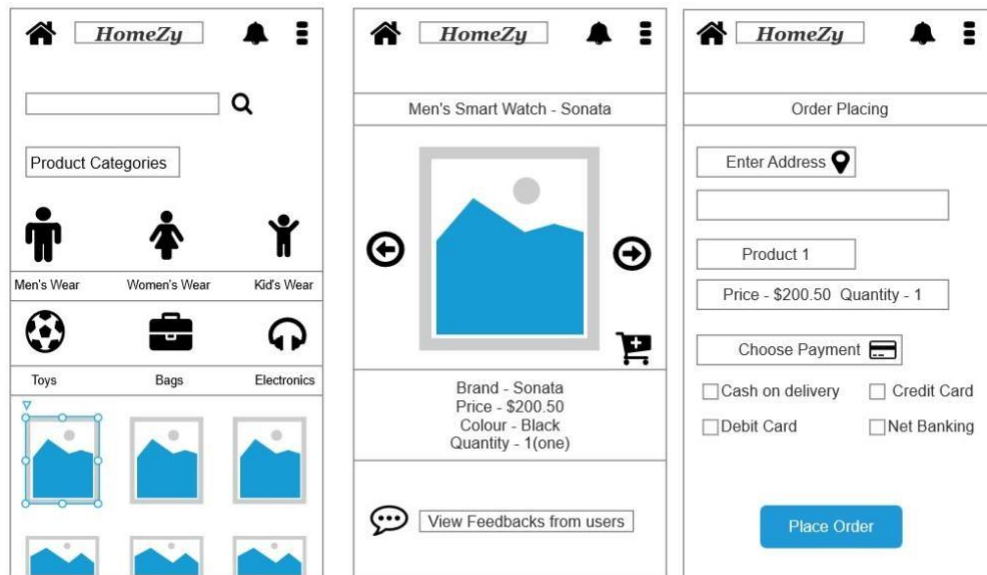 HomeZy
Product Categories
Men's Wear
Women's Wear
Kid's Wear
Toys
Bags
Electronics
HomeZy
Men's Smart Watch - Sonata
Brand - Sonata
Price - $200.50
Colour - Black
Quantity - 1(one)
View Feedbacks from users
HomeZy
Order Placing
Enter Address
Product 1
Price - $200.50 Quantity - 1
Choose Payment
Cash on delivery
Credit Card
Debit Card
Net Banking
Place Order